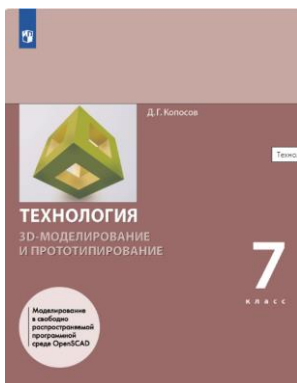 Д.Г. Копосов
Техно
ТЕХНОЛОГИЯ
3D-МОДЕЛИРОВАНИЕ
И ПРОТОТИПИРОВАНИЕ
7
класс
Моделирование
в свободно
распространяемой
программной
среде OpenSCAD